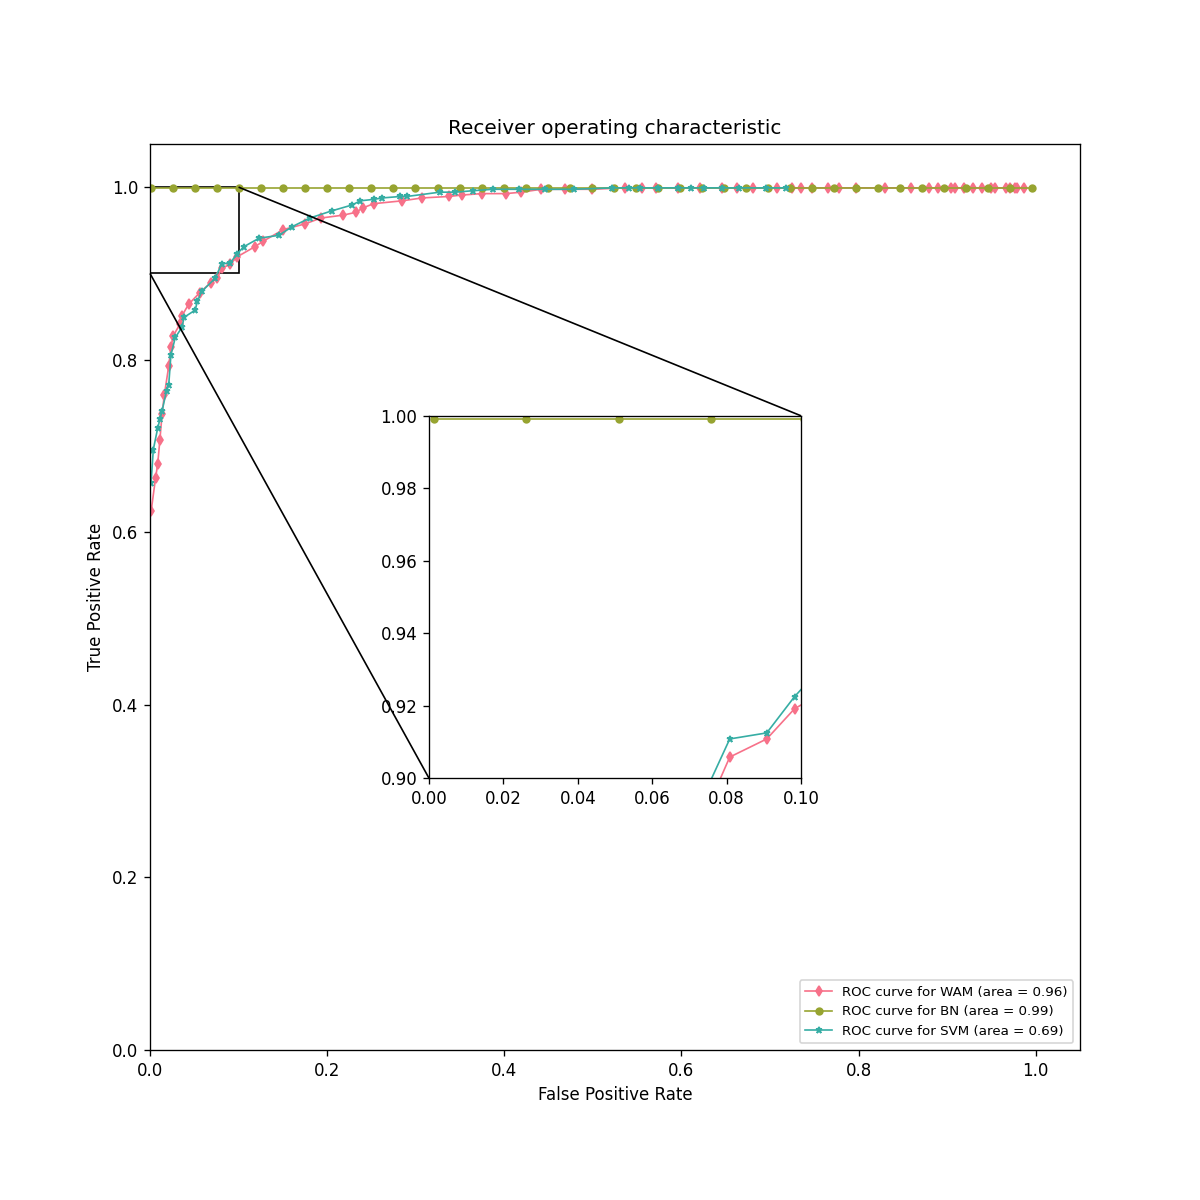 Receiver operating characteristic
True Positive Rate
1.0
0.8
0.6
0.4
0.2
0.0
1.00
0.98
0.96
0.94
0.92
0.90
0.00 0.02 0.04 0.06 0.08 0.10
ROC curve for WAM (area = 0.96)
ROC curve for BN (area = 0.99)
ROC curve for SVM (area = 0.69)
0.0 0.2 0.4 0.6 0.8 1.0
False Positive Rate